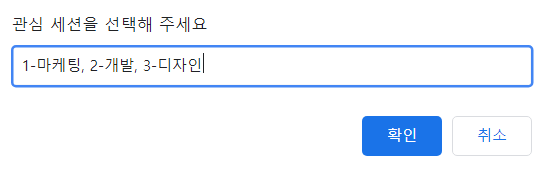 관심 세션을 선택해 주세요
1-마케팅, 2-개발, 3-디자인
확인 취소